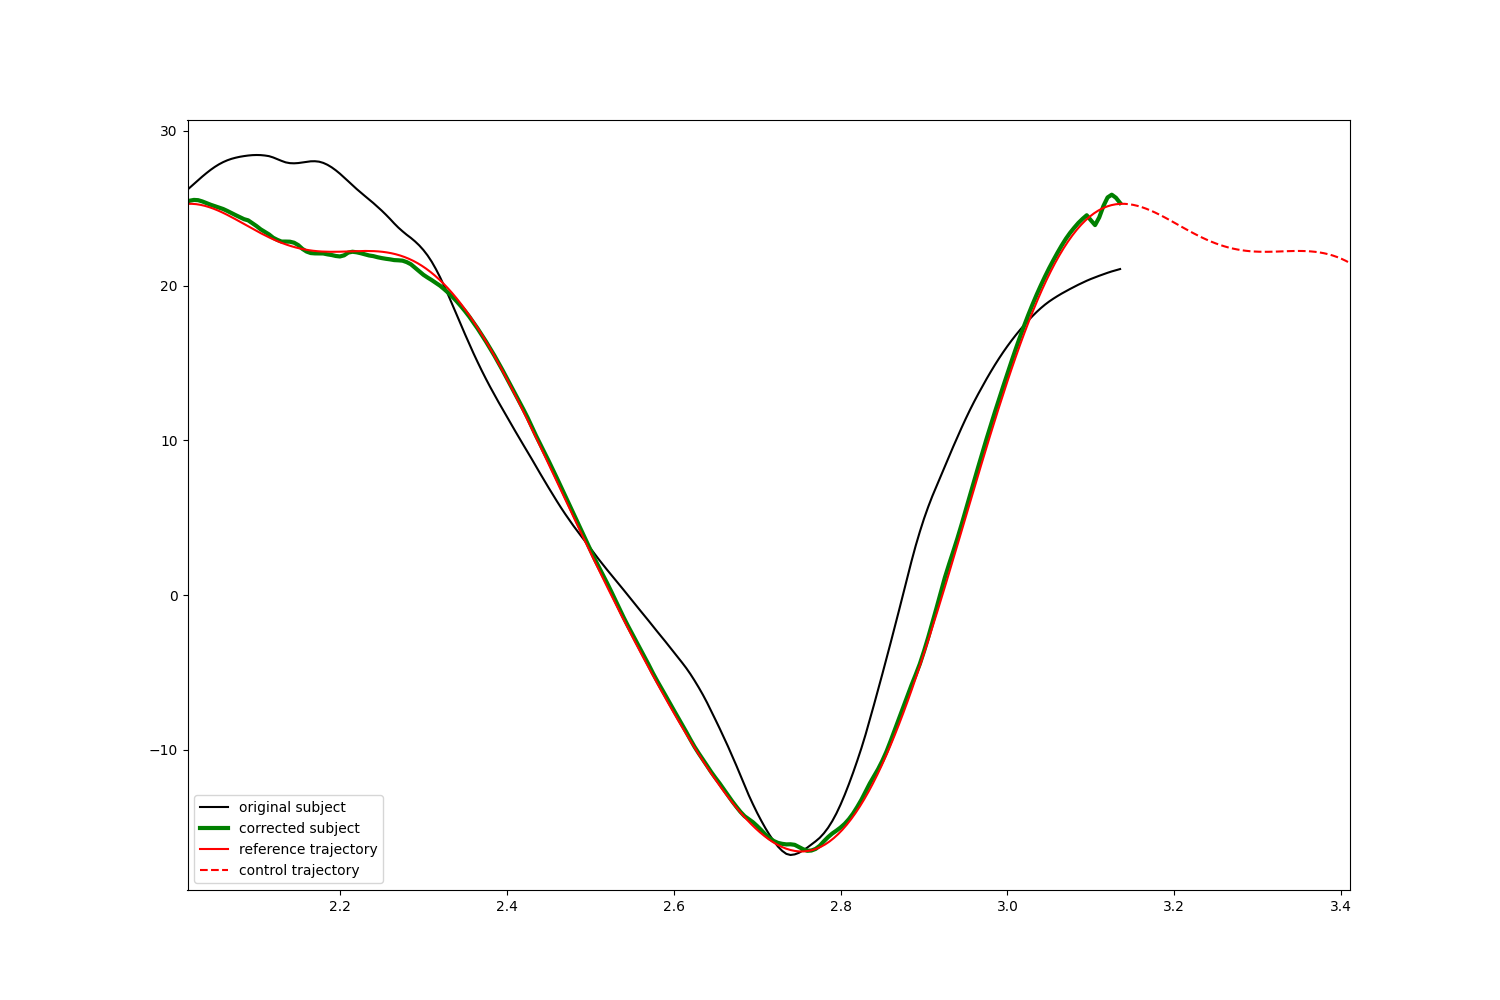 30
20
10
0
−10
original subject
corrected subject
reference trajectory
control trajectory
2.2 2.4 2.6 2.8 3.0 3.2 3.4